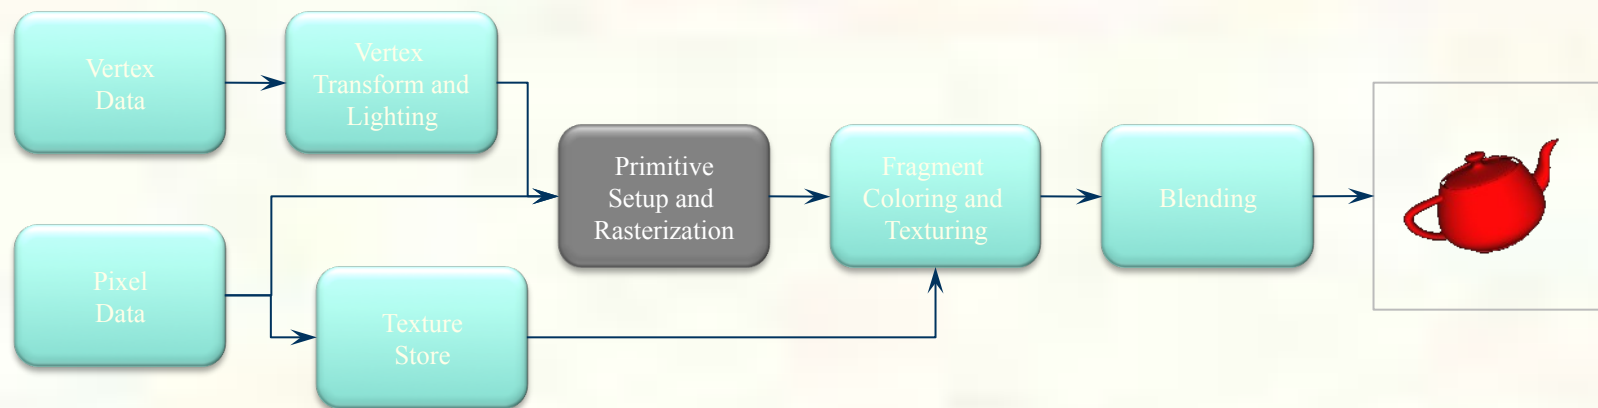 Vertex
Data
Vertex
Transform and
Lighting
Primitive
Setup and
Rasterization
Fragment
Coloring and
Texturing
Blending
Pixel
Data
Texture
Store